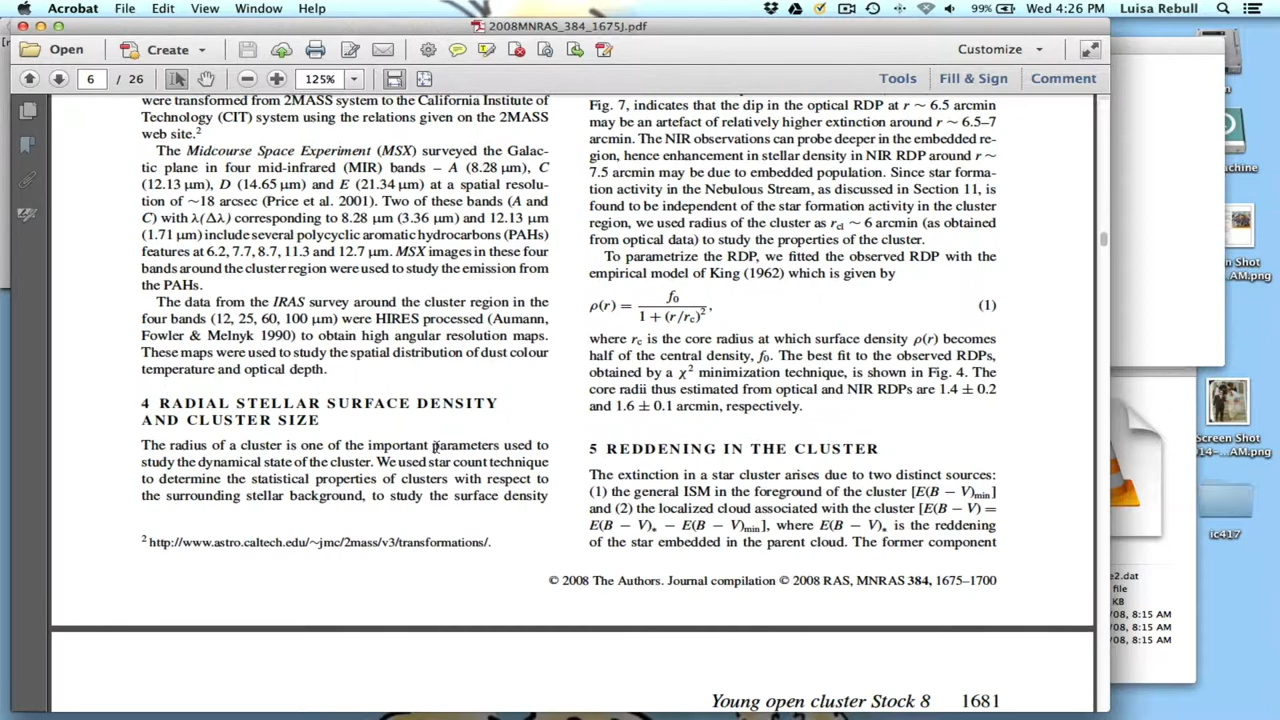 Acrobat File Edit View Window Help
99% Wed 4:26 PM Luisa Rebull
2008MNRAS_384_1675J.pdf
Open Create Customize
6 / 26 125% Tools Fill & Sign Comment
were transformed from 2MASS system to the California Institute of
Technology (CIT) system using the relations given on the 2MASS
web site.2
The Midcourse Space Experiment (MSX) surveyed the Galac-
tic plane in four mid-infrared (MIR) bands – A (8.28 μm), C
(12.13 μm), D (14.65 μm) and E (21.34 μm) at a spatial resolu-
tion of ~18 arcsec (Price et al. 2001). Two of these bands (A and
C) with λ(Δλ) corresponding to 8.28 μm (3.36 μm) and 12.13 μm
(1.71 μm) include several polycyclic aromatic hydrocarbons (PAHs)
features at 6.2, 7.7, 8.7, 11.3 and 12.7 μm. MSX images in these four
bands around the cluster region were used to study the emission from
the PAHs.
The data from the IRAS survey around the cluster region in the
four bands (12, 25, 60, 100 μm) were HIRES processed (Aumann,
Fowler & Melnyk 1990) to obtain high angular resolution maps.
These maps were used to study the spatial distribution of dust colour
temperature and optical depth.
4 RADIAL STELLAR SURFACE DENSITY
AND CLUSTER SIZE
The radius of a cluster is one of the important parameters used to
study the dynamical state of the cluster. We used star count technique
to determine the statistical properties of clusters with respect to
the surrounding stellar background, to study the surface density
2 http://www.astro.caltech.edu/~jmc/2mass/v3/transformations/.
Fig. 7, indicates that the dip in the optical RDP at r ~ 6.5 arcmin
may be an artefact of relatively higher extinction around r ~ 6.5–7
arcmin. The NIR observations can probe deeper in the embedded re-
gion, hence enhancement in stellar density in NIR RDP around r ~
7.5 arcmin may be due to embedded population. Since star forma-
tion activity in the Nebulous Stream, as discussed in Section 11, is
found to be independent of the star formation activity in the cluster
region, we used radius of the cluster as rcl ~ 6 arcmin (as obtained
from optical data) to study the properties of the cluster.
To parametrize the RDP, we fitted the observed RDP with the
empirical model of King (1962) which is given by
ρ(r) = f0 / 1 + (r/rc)2 , (1)
where rc is the core radius at which surface density ρ(r) becomes
half of the central density, f0. The best fit to the observed RDPs,
obtained by a χ2 minimization technique, is shown in Fig. 4. The
core radii thus estimated from optical and NIR RDPs are 1.4 ± 0.2
and 1.6 ± 0.1 arcmin, respectively.
5 REDDENING IN THE CLUSTER
The extinction in a star cluster arises due to two distinct sources:
(1) the general ISM in the foreground of the cluster [E(B − V)min]
and (2) the localized cloud associated with the cluster [E(B − V) =
E(B − V)* − E(B − V)min], where E(B − V)* is the reddening
of the star embedded in the parent cloud. The former component
© 2008 The Authors. Journal compilation © 2008 RAS, MNRAS 384, 1675–1700
Young open cluster Stock 8 1681
AM.png
Screen Shot
AM.png
ic417
e2.dat
file
KB
/08, 8:15 AM
/08, 8:15 AM
/08, 8:15 AM